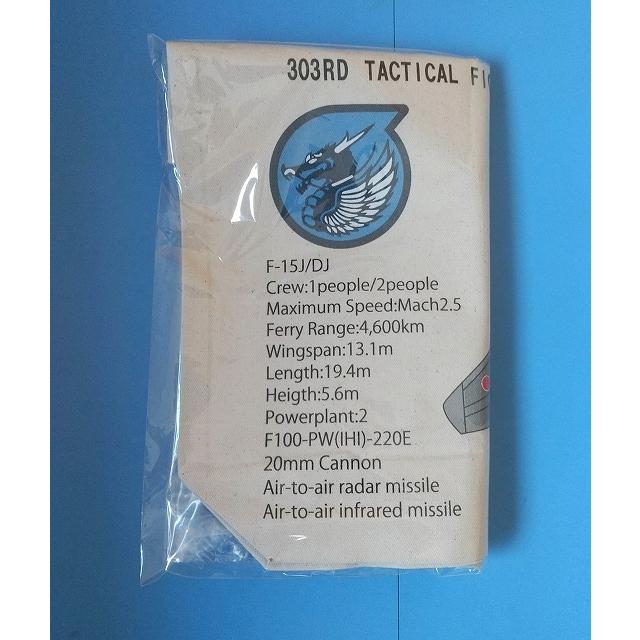 303RD TACTICAL FI
F-15J/DJ
Crew:1people/2people
Maximum Speed:Mach2.5
Ferry Range:4,600km
Wingspan:13.1m
Length:19.4m
Heigth:5.6m
Powerplant:2
F100-PW(IHI)-220E
20mm Cannon
Air-to-air radar missile
Air-to-air infrared missile